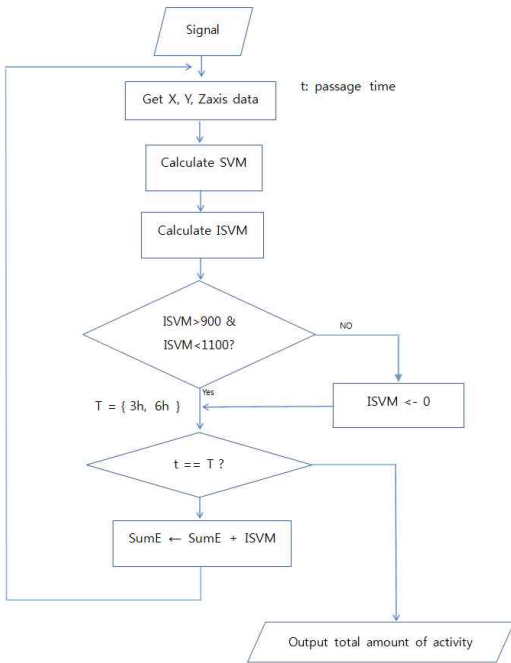 Signal
Get X, Y, Zaxis data
t: passage time
Calculate SVM
Calculate ISVM
ISVM>900 &
ISVM<1100?
NO
Yes
T = { 3h, 6h }
ISVM <- 0
t == T ?
SumE ← SumE + ISVM
Output total amount of activity